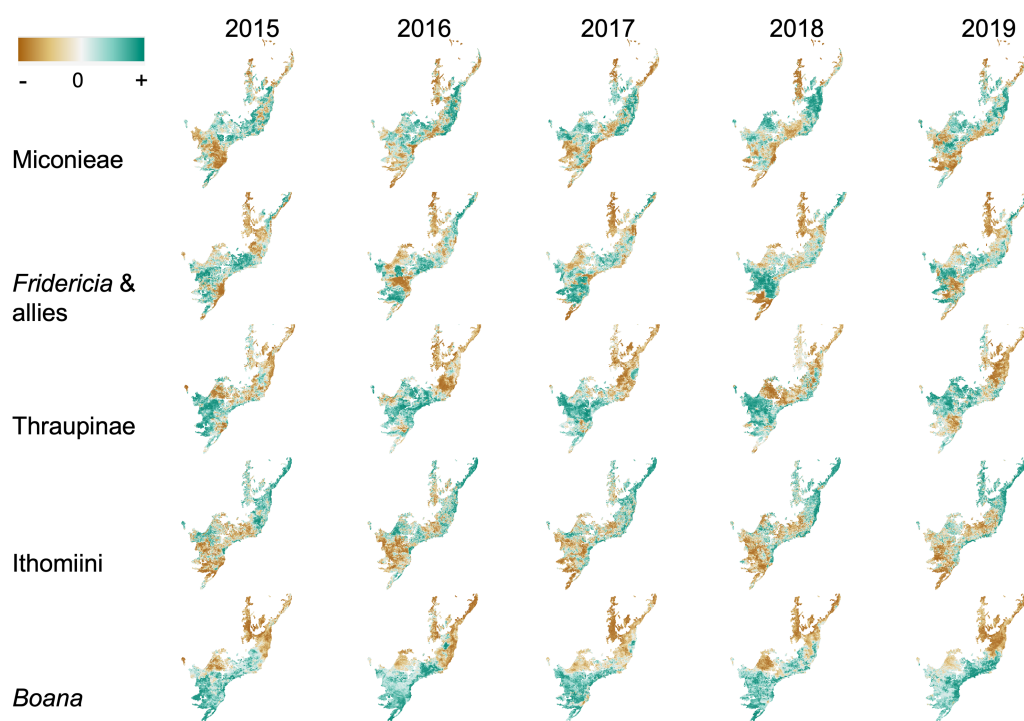 2015 2016 2017 2018 2019
- 0 +
Miconieae
Fridericia &
allies
Thraupinae
Ithomiini
Boana